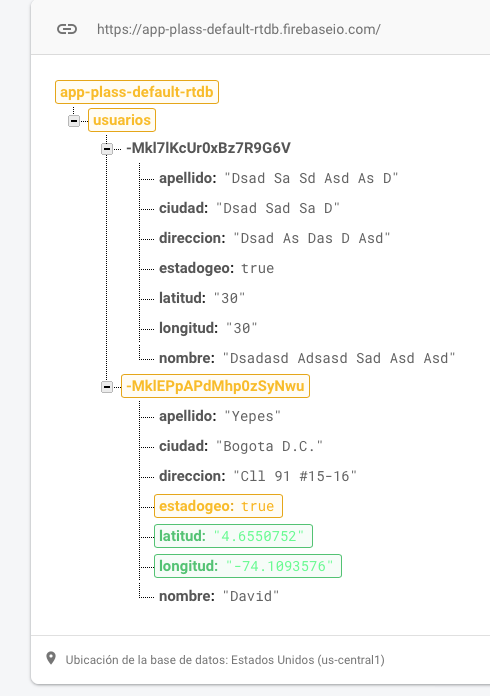 https://app-plass-default-rtdb.firebaseio.com/
app-plass-default-rtdb
usuarios
-Mkl7lKcUr0xBz7R9G6V
apellido: "Dsad Sa Sd Asd As D"
ciudad: "Dsad Sad Sa D"
direccion: "Dsad As Das D Asd"
estadogeo: true
latitud: "30"
longitud: "30"
nombre: "Dsadasd Adsasd Sad Asd Asd"
-MklEPpAPdMhp0zSyNwu
apellido: "Yepes"
ciudad: "Bogota D.C."
direccion: "Cll 91 #15-16"
estadogeo: true
latitud: "4.6550752"
longitud: "-74.1093576"
nombre: "David"
Ubicación de la base de datos: Estados Unidos (us-central1)